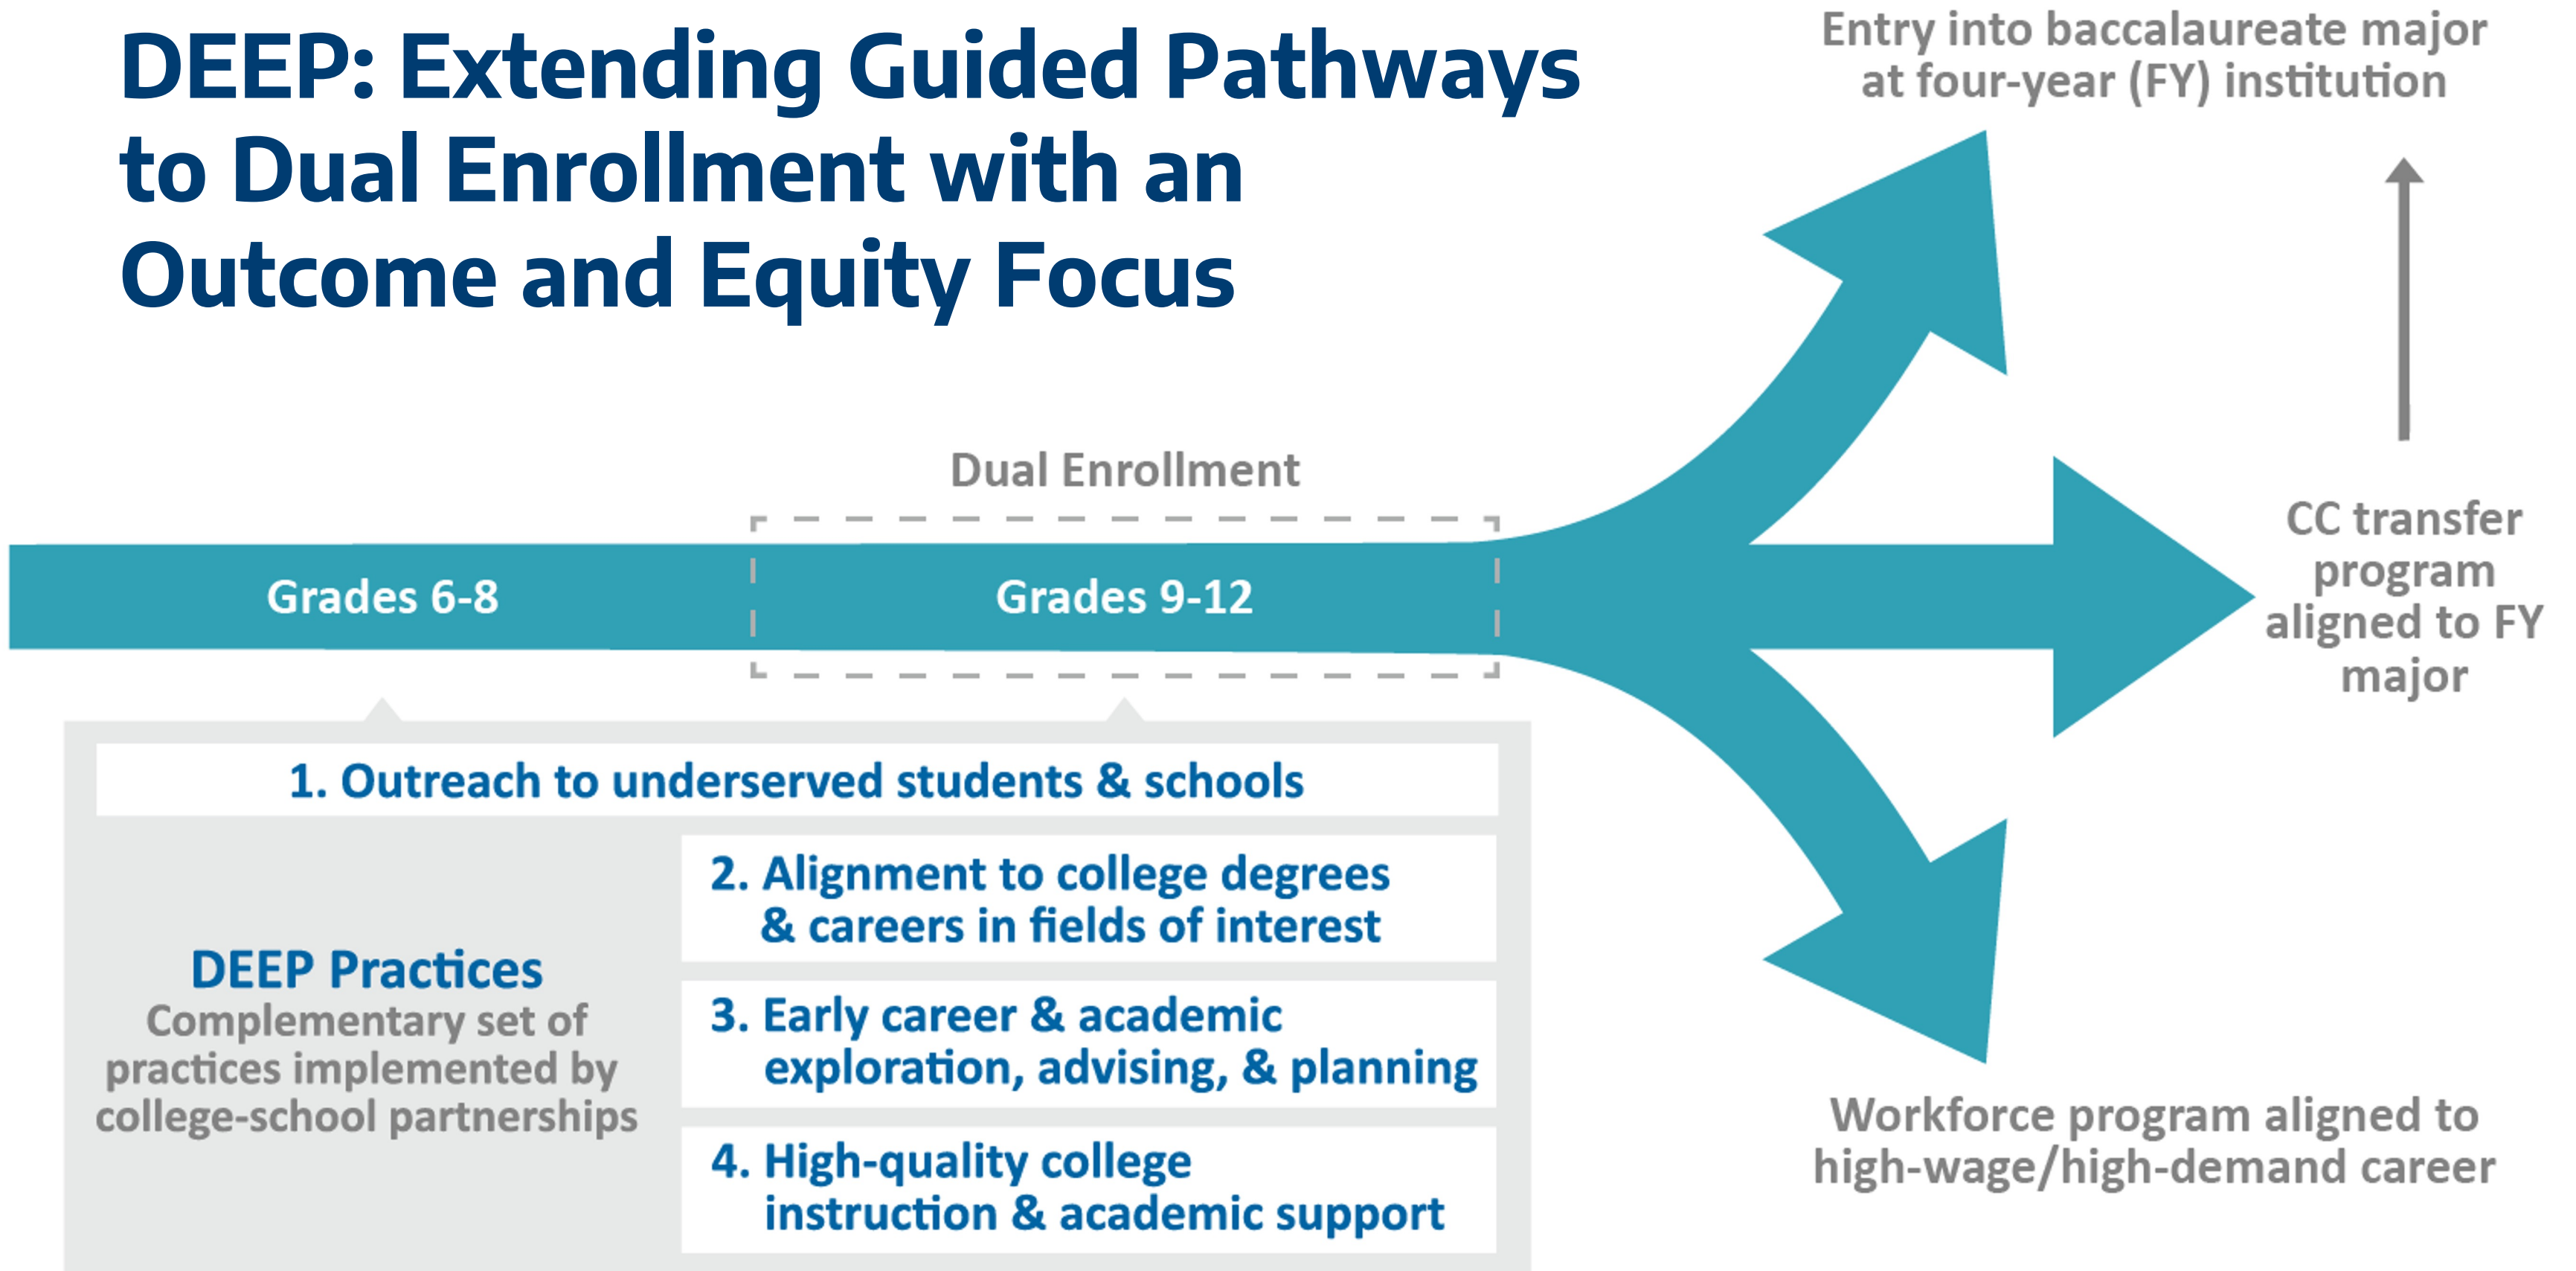 DEEP: Extending Guided Pathways
to Dual Enrollment with an
Outcome and Equity Focus
Entry into baccalaureate major
at four-year (FY) institution
Dual Enrollment
Grades 6-8
Grades 9-12
CC transfer
program
aligned to FY
major
1. Outreach to underserved students & schools
DEEP Practices
Complementary set of
practices implemented by
college-school partnerships
2. Alignment to college degrees
& careers in fields of interest
3. Early career & academic
exploration, advising, & planning
4. High-quality college
instruction & academic support
Workforce program aligned to
high-wage/high-demand career